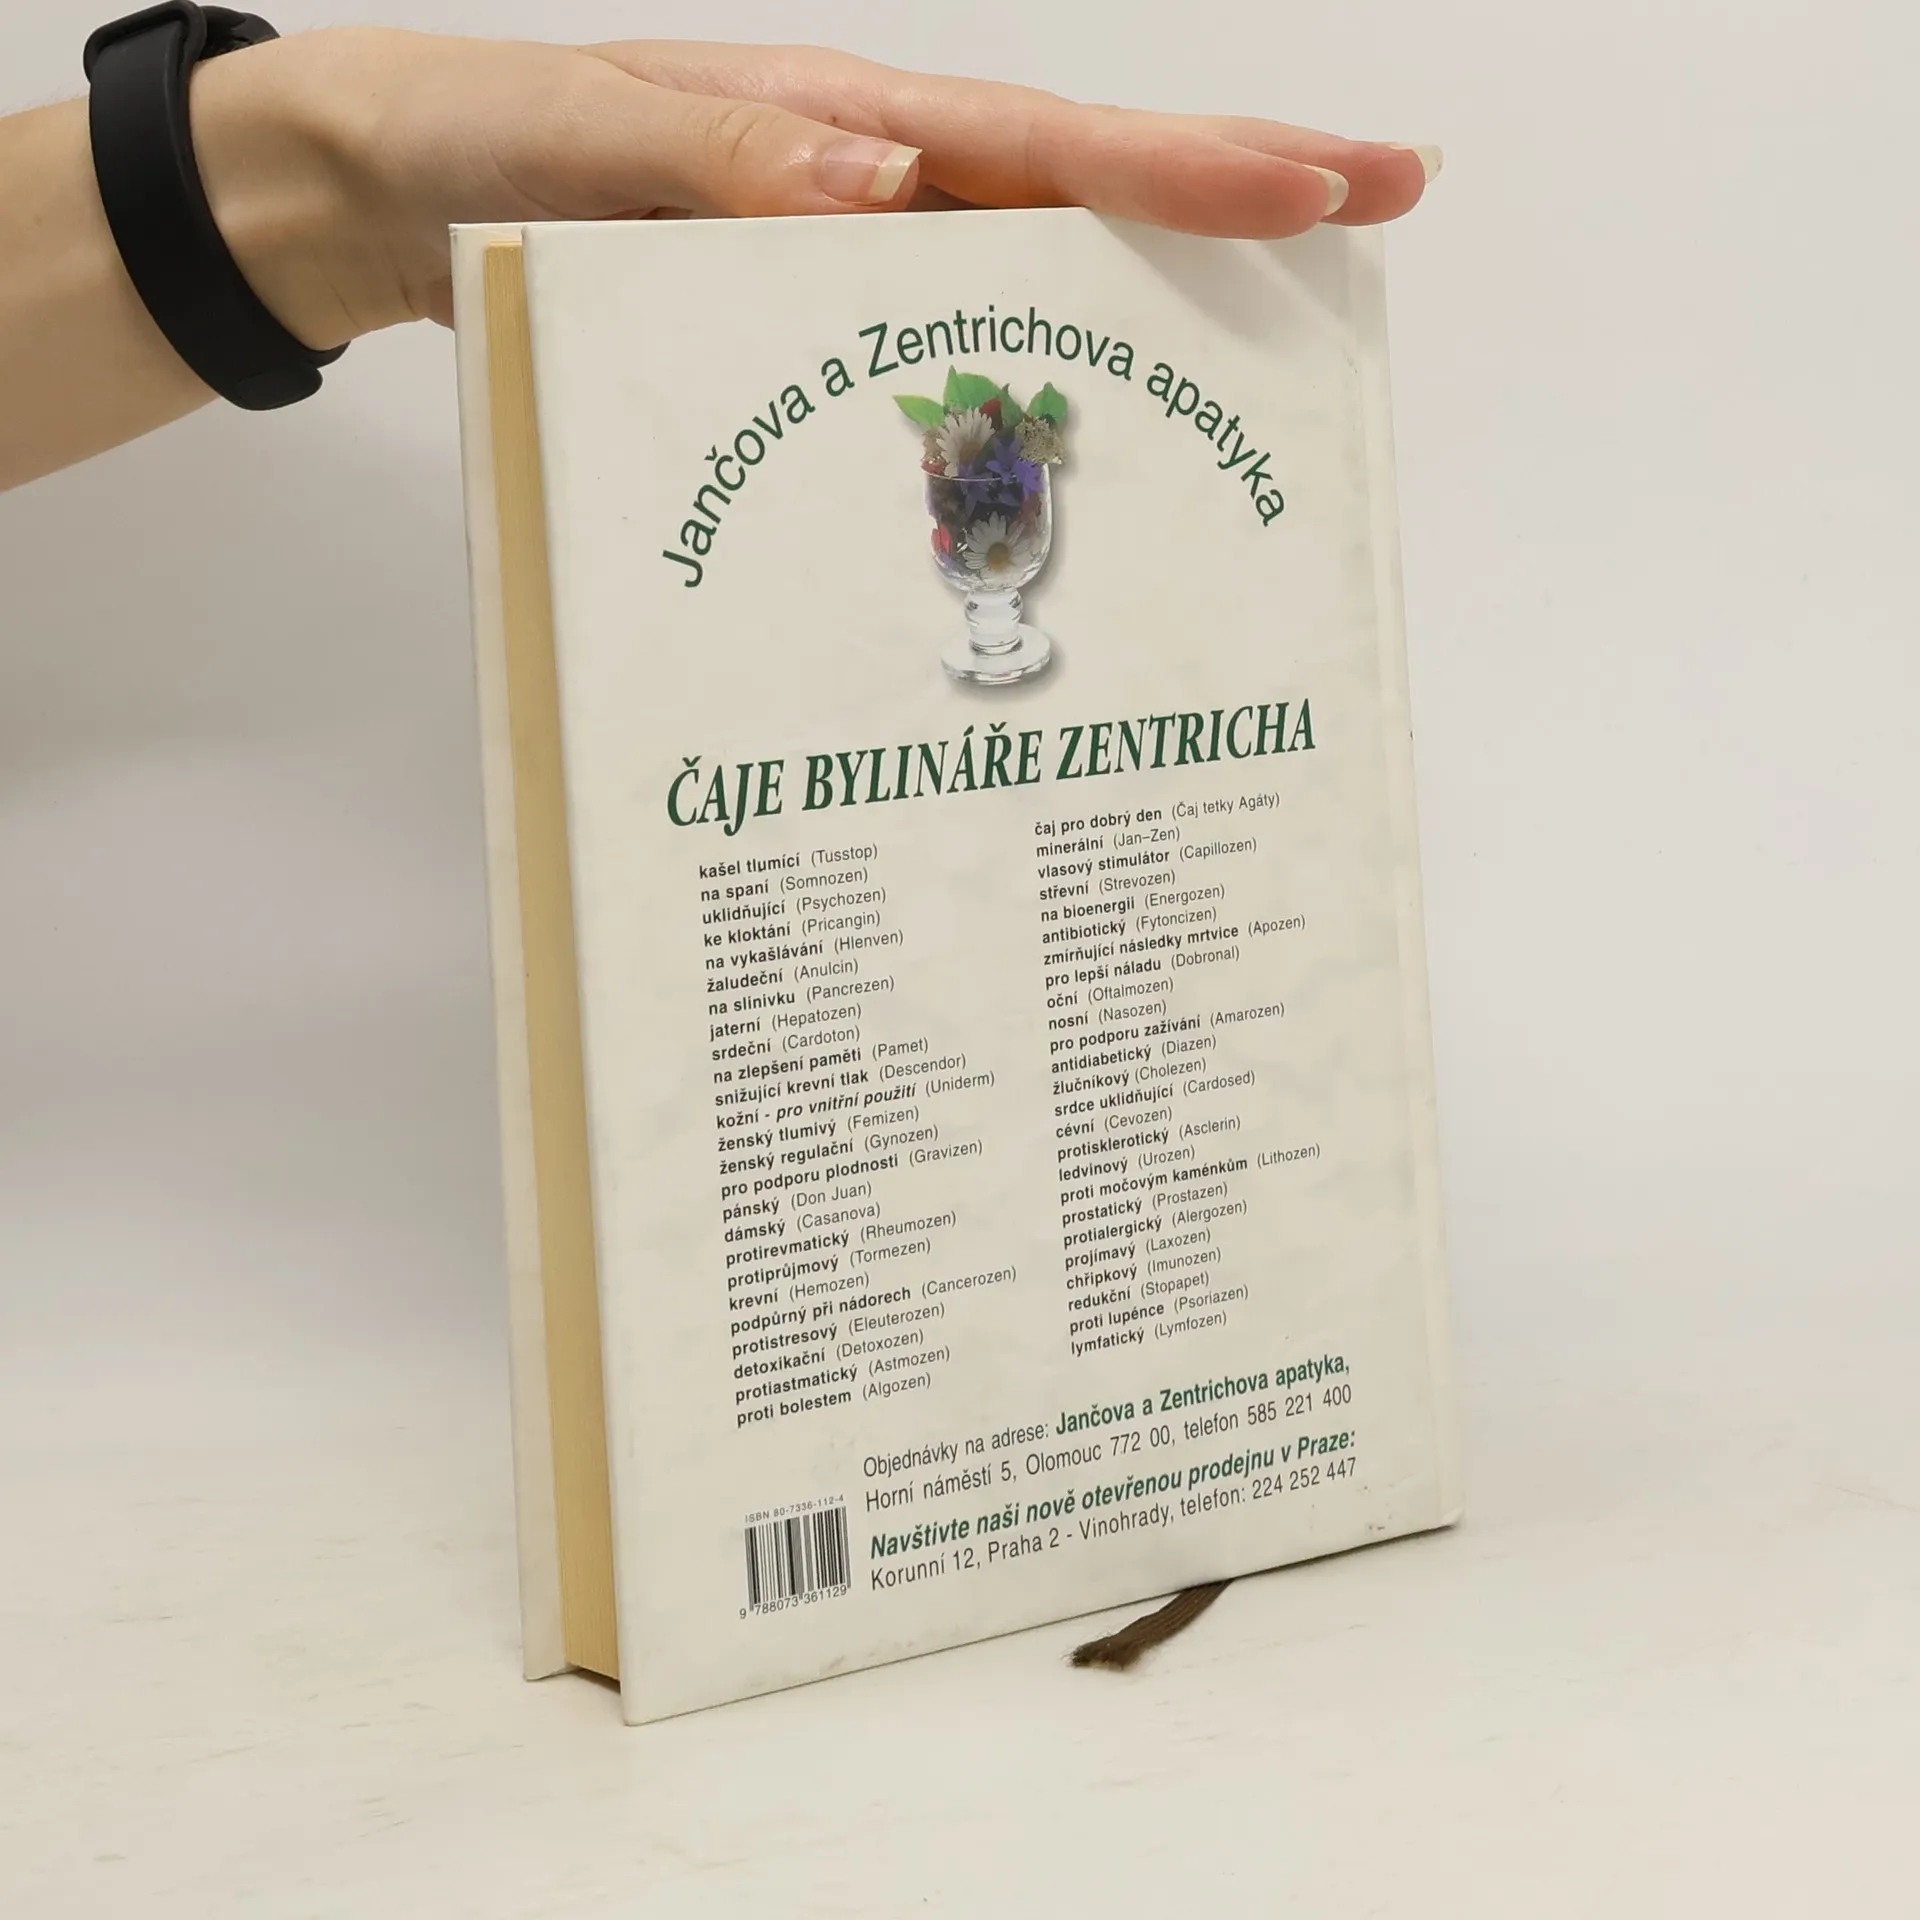 Jančova a Zentrichova apatyka
ČAJE BYLINÁŘE ZENTRICHA
kašel tlumící (Tusstop)
na spaní (Somnozen)
uklidňující (Psychozen)
ke kloktání (Pricangin)
na vykašlávání (Hlenven)
žaludeční (Anulcin)
na slinivku (Pancrezen)
jaterní (Hepatozen)
srdeční (Cardoton)
na zlepšení paměti (Pamet)
snižující krevní tlak (Descendor)
kožní - pro vnitřní použití (Uniderm)
ženský tlumivý (Femizen)
ženský regulační (Gynozen)
pro podporu plodnosti (Gravizen)
pánský (Don Juan)
dámský (Casanova)
protirevmatický (Rheumozen)
protiprůjmový (Tormezen)
krevní (Hemozen)
podpůrný při nádorech (Cancerozen)
protistresový (Eleuterozen)
detoxikační (Detoxozen)
protiastmatický (Astmozen)
proti bolestem (Algozen)
čaj pro dobrý den (Čaj tetky Agáty)
minerální (Jan–Zen)
vlasový stimulátor (Capillozen)
střevní (Strevozen)
na bioenergii (Energozen)
antibiotický (Fytoncizen)
zmírňující následky mrtvice (Apozen)
pro lepší náladu (Dobronal)
oční (Oftalmozen)
nosní (Nasozen)
pro podporu zažívání (Amarozen)
antidiabetický (Diazen)
žlučníkový (Cholezen)
srdce uklidňující (Cardosed)
cévní (Cevozen)
protisklerotický (Asclerin)
ledvinový (Urozen)
proti močovým kaménkům (Lithozen)
prostatický (Prostazen)
protialergický (Alergozen)
projímavý (Laxozen)
chřipkový (Imunozen)
redukční (Stopapet)
proti lupénce (Psoriazen)
lymfatický (Lymfozen)
Objednávky na adrese: Jančova a Zentrichova apatyka,
Horní náměstí 5, Olomouc 772 00, telefon 585 221 400
Navštivte naši nově otevřenou prodejnu v Praze:
Korunní 12, Praha 2 - Vinohrady, telefon: 224 252 447
ISBN 80-7336-112-4
9 788073 361129